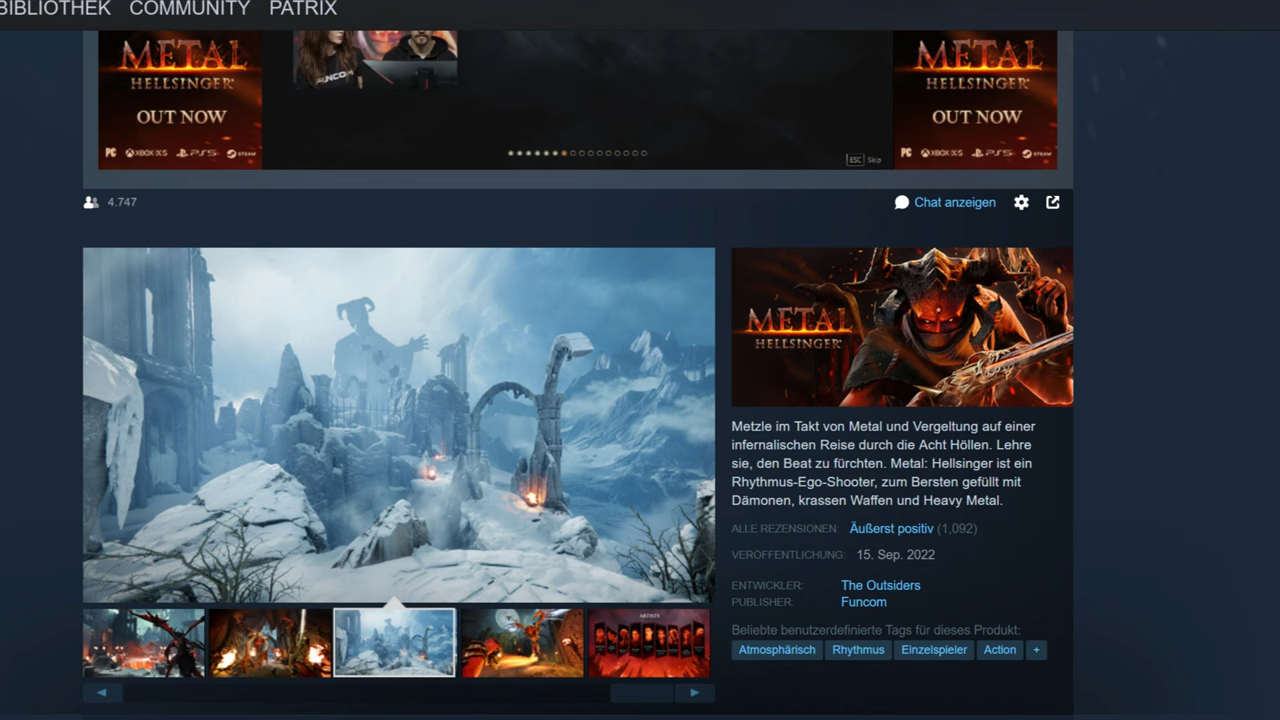 BIBLIOTHEK COMMUNITY PATRIX
METAL
HELLSINGER
OUT NOW
PC XBOX X|S PS5 STEAM
FUNCOM
ESC Skip
METAL
HELLSINGER
OUT NOW
PC XBOX X|S PS5 STEAM
4.747
Chat anzeigen
METAL
HELLSINGER
Metzle im Takt von Metal und Vergeltung auf einer
infernalischen Reise durch die Acht Höllen. Lehre
sie, den Beat zu fürchten. Metal: Hellsinger ist ein
Rhythmus-Ego-Shooter, zum Bersten gefüllt mit
Dämonen, krassen Waffen und Heavy Metal.
ALLE REZENSIONEN: Äußerst positiv (1,092)
VERÖFFENTLICHUNG: 15. Sep. 2022
ENTWICKLER: The Outsiders
PUBLISHER: Funcom
Beliebte benutzerdefinierte Tags für dieses Produkt:
Atmosphärisch Rhythmus Einzelspieler Action +
ARTISTS